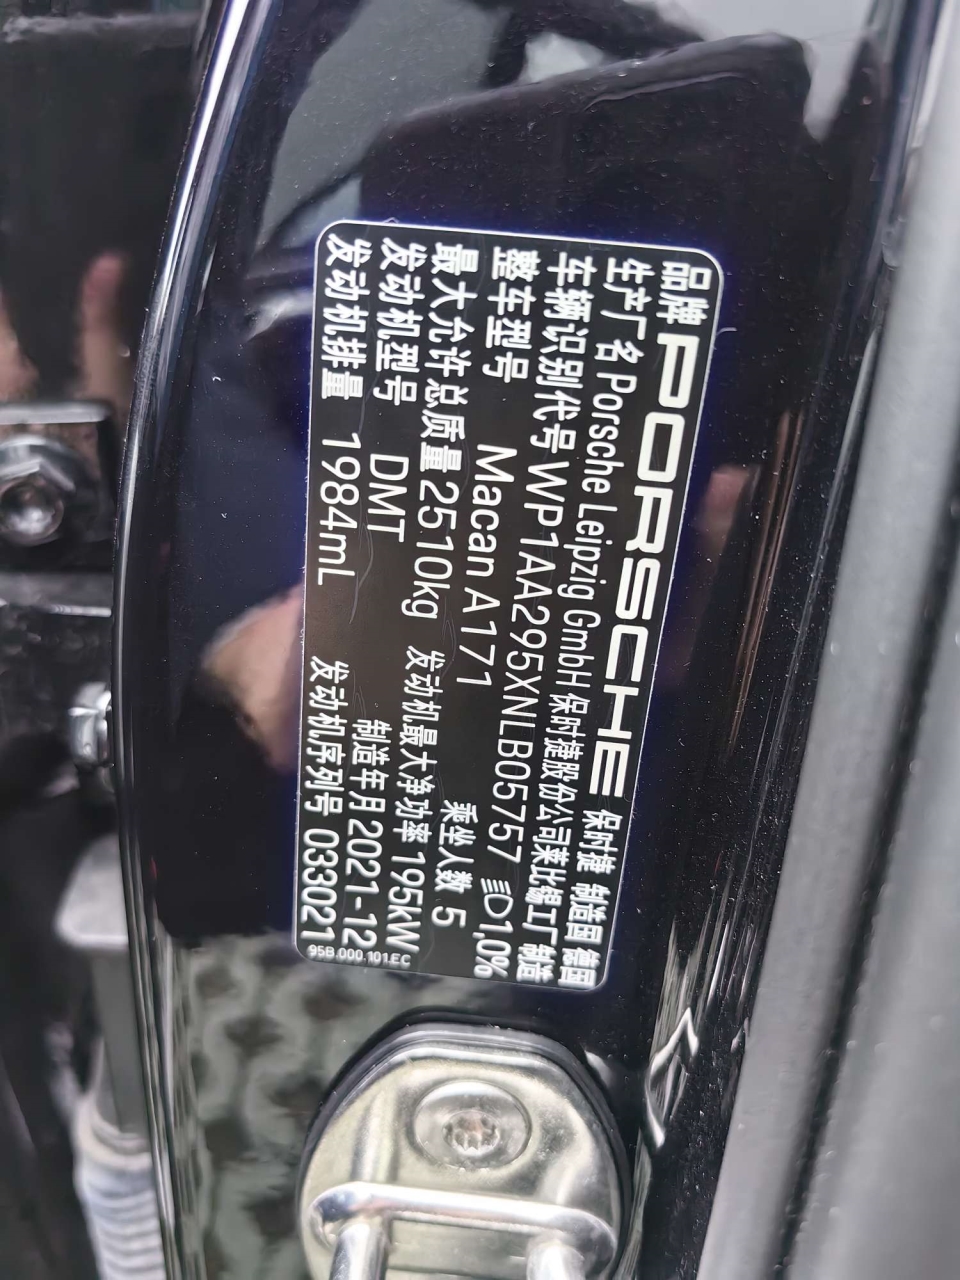 品牌 PORSCHE 保时捷 制造国 德国
生产厂名 Porsche Leipzig GmbH 保时捷股份公司莱比锡工厂制造
车辆识别代号 WP1AA295XNLB05757 1,0%
整车型号 Macan A171 乘坐人数 5
最大允许总质量 2510kg 发动机最大净功率 195kW
发动机型号 DMT 制造年月 2021-12
发动机排量 1984mL 发动机序列号 033021
95B.000.101.EC